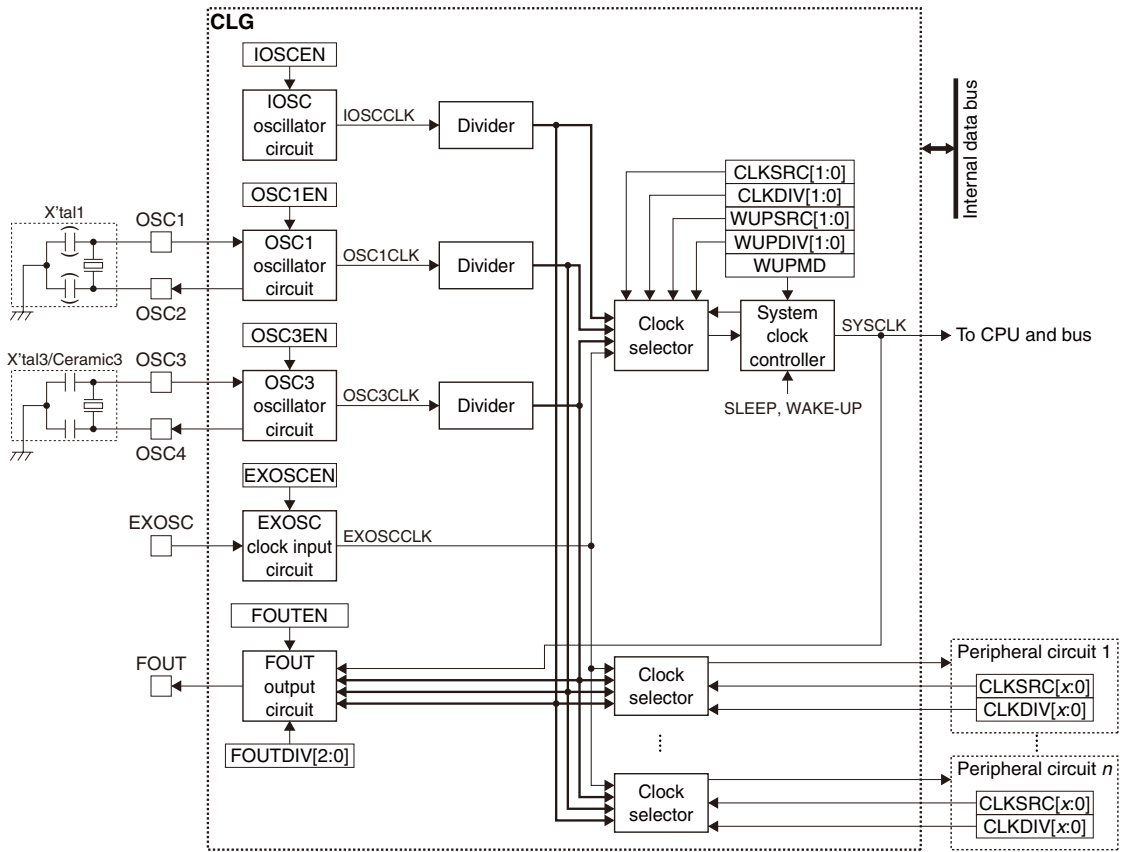 CLG
IOSCEN
IOSC
oscillator
circuit
IOSCCLK
Divider
Internal data bus
CLKSRC[1:0]
CLKDIV[1:0]
WUPSRC[1:0]
WUPDIV[1:0]
WUPMD
X'tal1
OSC1
OSC2
OSC1EN
OSC1
oscillator
circuit
OSC1CLK
Divider
Clock
selector
System
clock
controller
SYSCLK
To CPU and bus
SLEEP, WAKE-UP
X'tal3/Ceramic3
OSC3
OSC4
OSC3EN
OSC3
oscillator
circuit
OSC3CLK
Divider
EXOSC
EXOSCEN
EXOSC
clock input
circuit
EXOSCCLK
FOUT
FOUTEN
FOUT
output
circuit
FOUTDIV[2:0]
Clock
selector
Peripheral circuit 1
CLKSRC[x:0]
CLKDIV[x:0]
Clock
selector
Peripheral circuit n
CLKSRC[x:0]
CLKDIV[x:0]